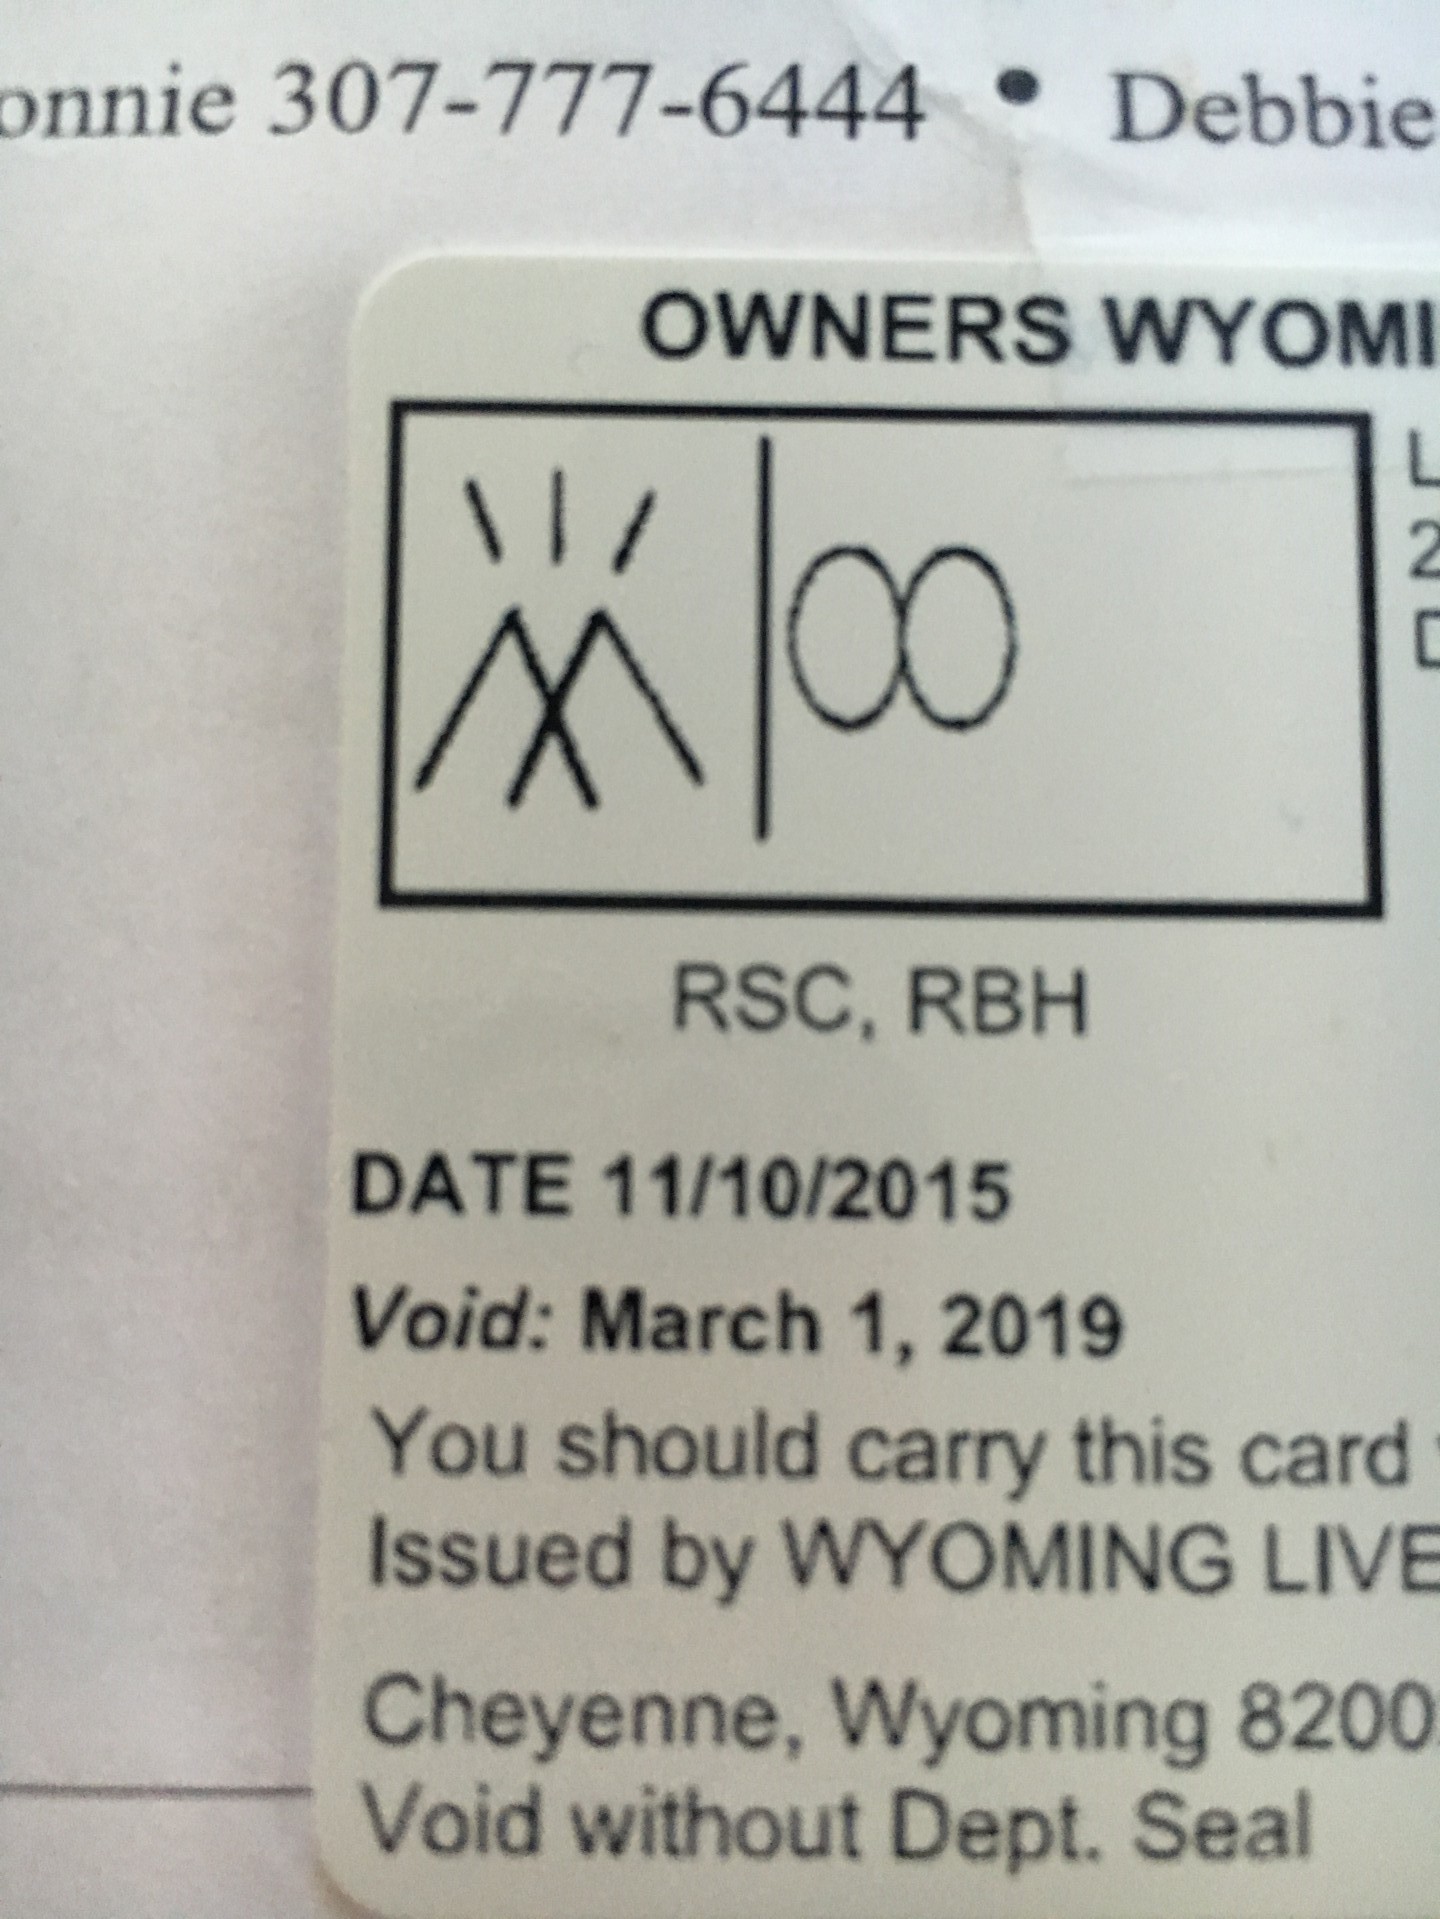 onnie 307-777-6444 • Debbie
OWNERS WYOMI
L
2
RSC, RBH
DATE 11/10/2015
Void: March 1, 2019
You should carry this card
Issued by WYOMING LIVE
Cheyenne, Wyoming 8200
Void without Dept. Seal